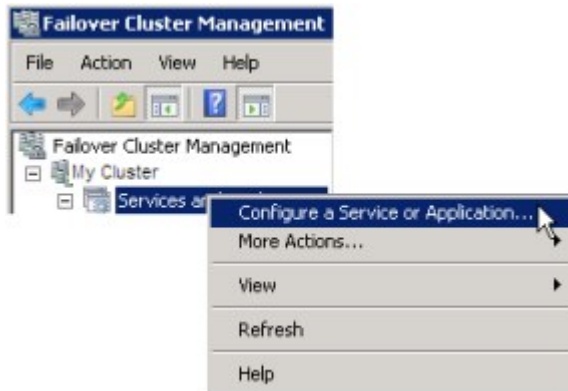 Failover Cluster Management
File Action View Help
Failover Cluster Management
My Cluster
Services
Configure a Service or Application...
More Actions...
View
Refresh
Help